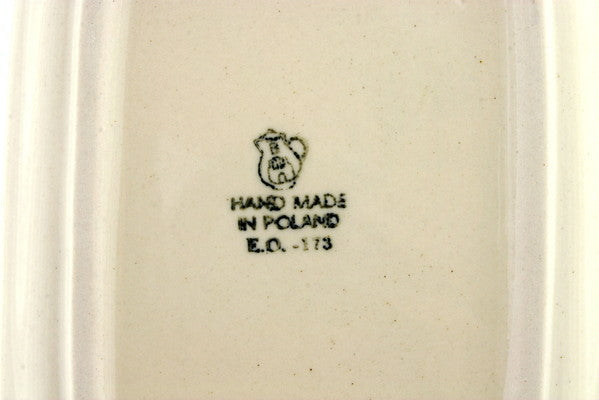 HAND MADE
IN POLAND
E.O. -173